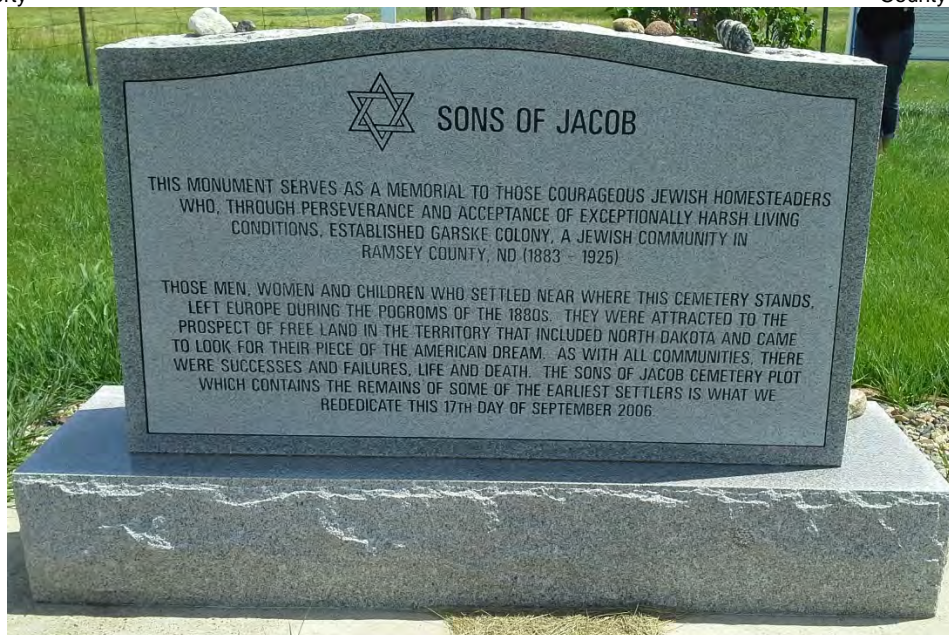 County
SONS OF JACOB
THIS MONUMENT SERVES AS A MEMORIAL TO THOSE COURAGEOUS JEWISH HOMESTEADERS
WHO, THROUGH PERSEVERANCE AND ACCEPTANCE OF EXCEPTIONALLY HARSH LIVING
CONDITIONS, ESTABLISHED GARSKE COLONY, A JEWISH COMMUNITY IN
RAMSEY COUNTY, ND (1883 - 1925)
THOSE MEN, WOMEN AND CHILDREN WHO SETTLED NEAR WHERE THIS CEMETERY STANDS,
LEFT EUROPE DURING THE POGROMS OF THE 1880S. THEY WERE ATTRACTED TO THE
PROSPECT OF FREE LAND IN THE TERRITORY THAT INCLUDED NORTH DAKOTA AND CAME
TO LOOK FOR THEIR PIECE OF THE AMERICAN DREAM. AS WITH ALL COMMUNITIES, THERE
WERE SUCCESSES AND FAILURES, LIFE AND DEATH. THE SONS OF JACOB CEMETERY PLOT
WHICH CONTAINS THE REMAINS OF SOME OF THE EARLIEST SETTLERS IS WHAT WE
REDEDICATE THIS 17TH DAY OF SEPTEMBER 2006.